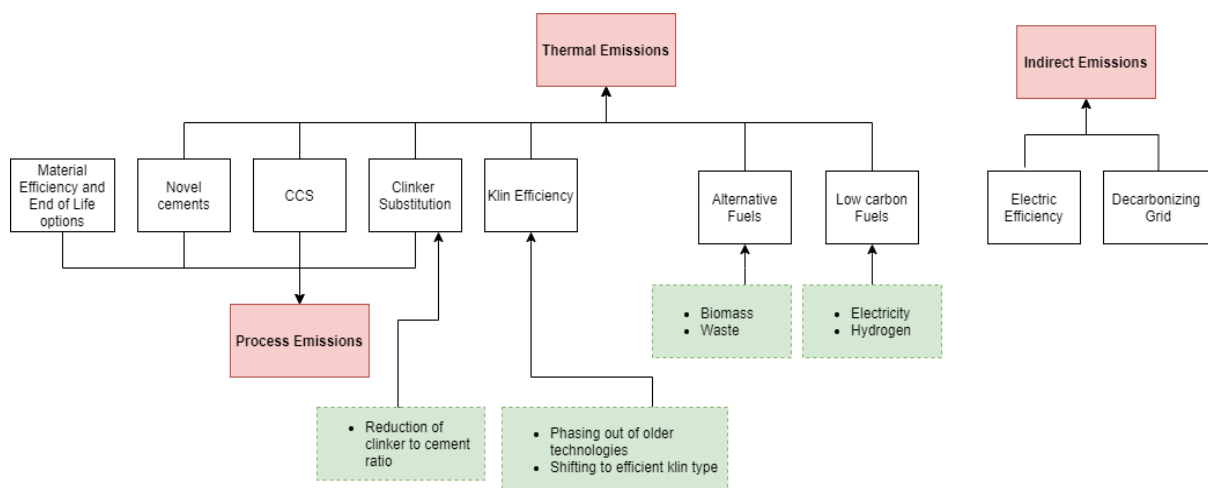 Thermal Emissions
Indirect Emissions
Material
Efficiency and
End of Life
options
Novel
cements
CCS
Clinker
Substitution
Klin Efficiency
Alternative
Fuels
Low carbon
Fuels
Electric
Efficiency
Decarbonizing
Grid
Process Emissions
• Biomass
• Waste
• Electricity
• Hydrogen
• Reduction of
clinker to cement
ratio
• Phasing out of older
technologies
• Shifting to efficient klin type